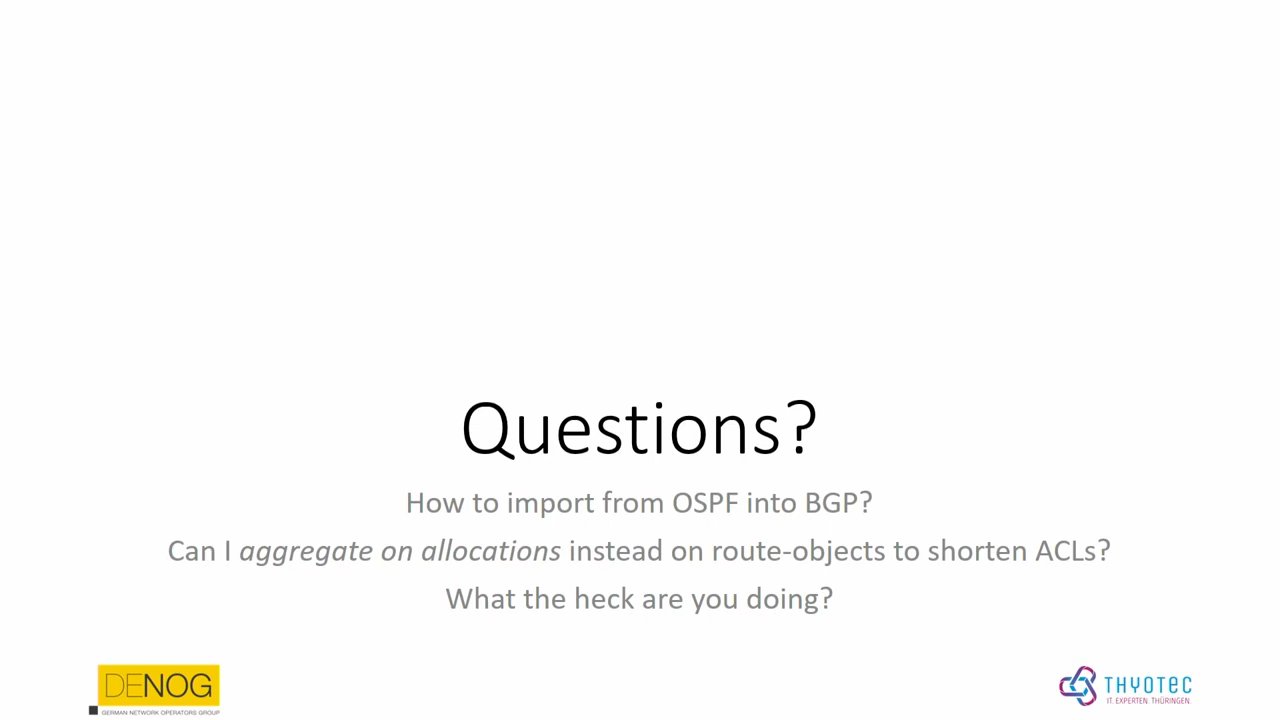 Questions?
How to import from OSPF into BGP?
Can I aggregate on allocations instead on route-objects to shorten ACLs?
What the heck are you doing?
DENOG
GERMAN NETWORK OPERATORS GROUP
THYOTEC
IT. EXPERTEN. THÜRINGEN.